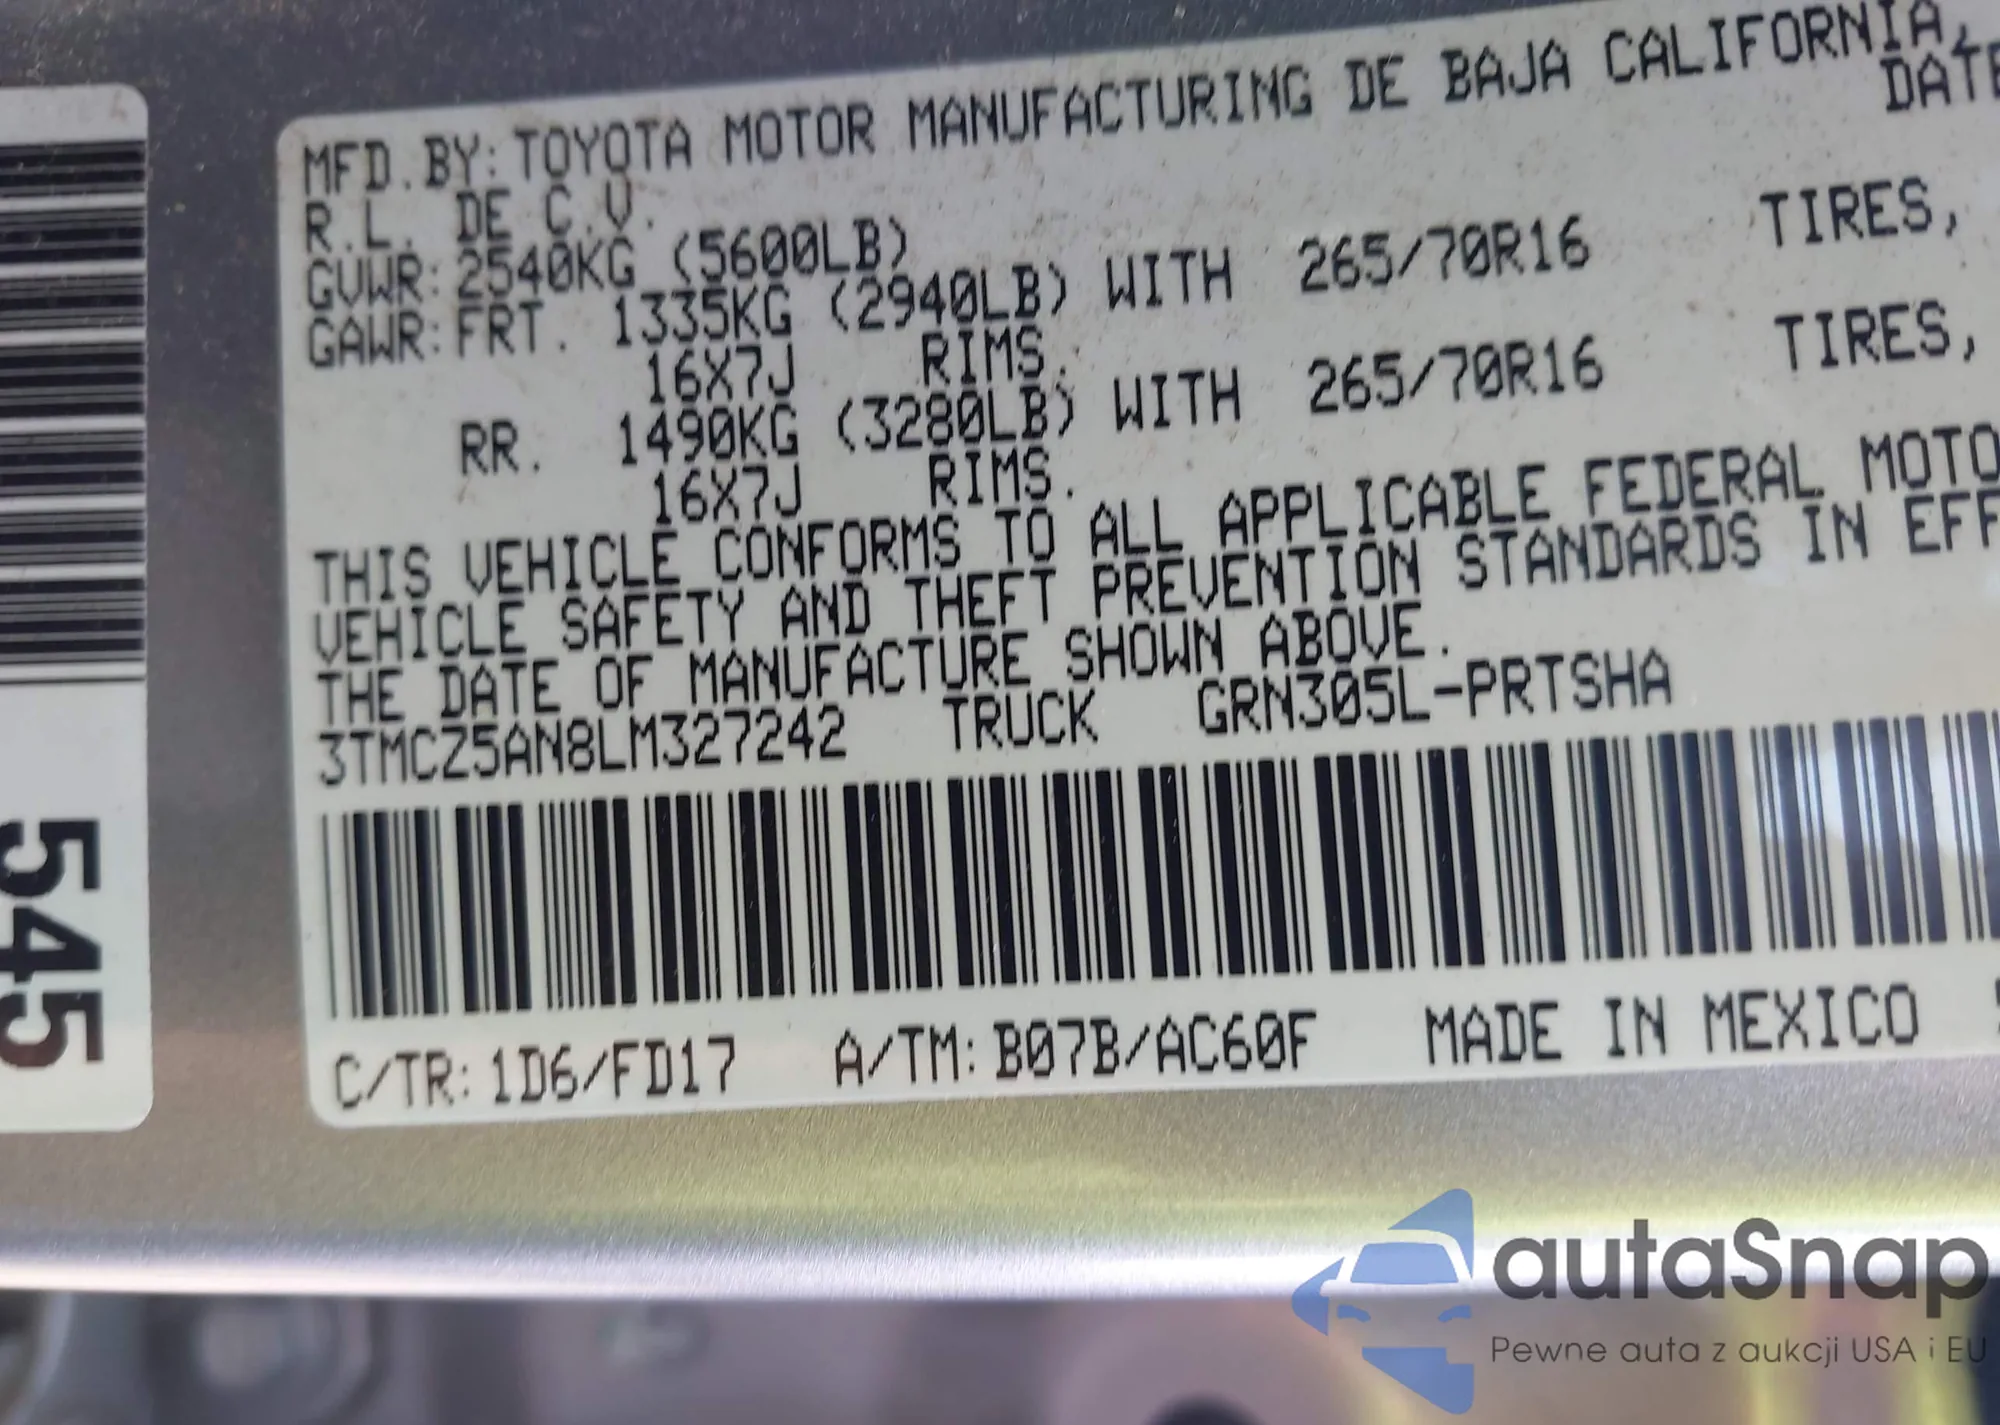 MFD.BY:TOYOTA MOTOR MANUFACTURING DE BAJA CALIFORNIA,
R.L. DE C.V. DATE
GVWR:2540KG (5600LB)
GAWR:FRT. 1335KG (2940LB) WITH 265/70R16 TIRES,
16X7J RIMS.
RR. 1490KG (3280LB) WITH 265/70R16 TIRES,
16X7J RIMS.
THIS VEHICLE CONFORMS TO ALL APPLICABLE FEDERAL MOTO
VEHICLE SAFETY AND THEFT PREVENTION STANDARDS IN EFF
THE DATE OF MANUFACTURE SHOWN ABOVE.
3TMCZ5AN8LM327242 TRUCK GRN305L-PRTSHA
C/TR:1D6/FD17 A/TM:B07B/AC60F MADE IN MEXICO
545
autaSnap
Pewne auta z aukcji USA i EU